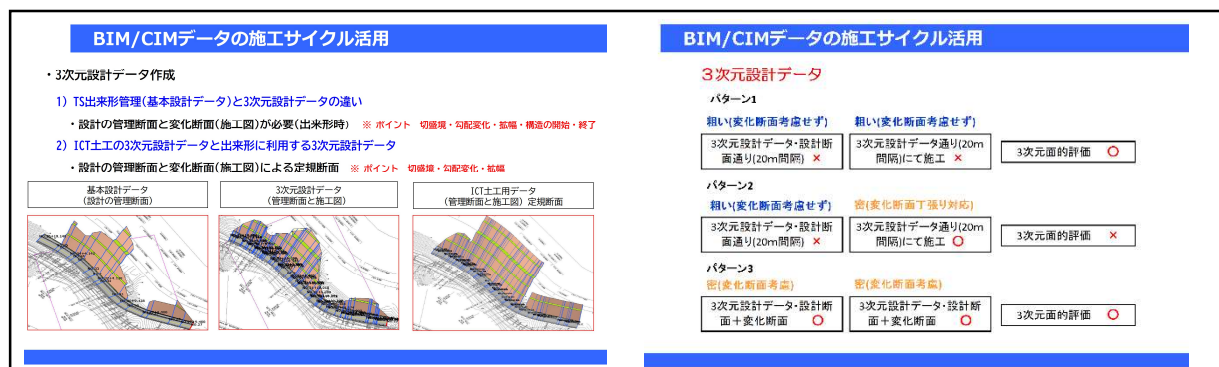 BIM/CIMデータの施工サイクル活用
・3次元設計データ作成
1) TS出来形管理(基本設計データ)と3次元設計データの違い
・設計の管理断面と変化断面(施工図)が必要(出来形時) ※ ポイント 切盛境・勾配変化・拡幅・構造の開始・終了
2) ICT土工の3次元設計データと出来形に利用する3次元設計データ
・設計の管理断面と変化断面(施工図)による定規断面 ※ ポイント 切盛境・勾配変化・拡幅
基本設計データ
(設計の管理断面)
3次元設計データ
(管理断面と施工図)
ICT土工用データ
(管理断面と施工図) 定規断面
BIM/CIMデータの施工サイクル活用
3次元設計データ
パターン1
粗い(変化断面考慮せず) 粗い(変化断面考慮せず)
3次元設計データ・設計断
面通り(20m間隔) ×
3次元設計データ通り(20m
間隔)にて施工 ×
3次元面的評価 ○
パターン2
粗い(変化断面考慮せず) 密(変化断面丁張り対応)
3次元設計データ・設計断
面通り(20m間隔) ×
3次元設計データ通り(20m
間隔)にて施工 ○
3次元面的評価 ×
パターン3
密(変化断面考慮) 密(変化断面考慮)
3次元設計データ・設計断
面＋変化断面 ○
3次元設計データ・設計断
面＋変化断面 ○
3次元面的評価 ○